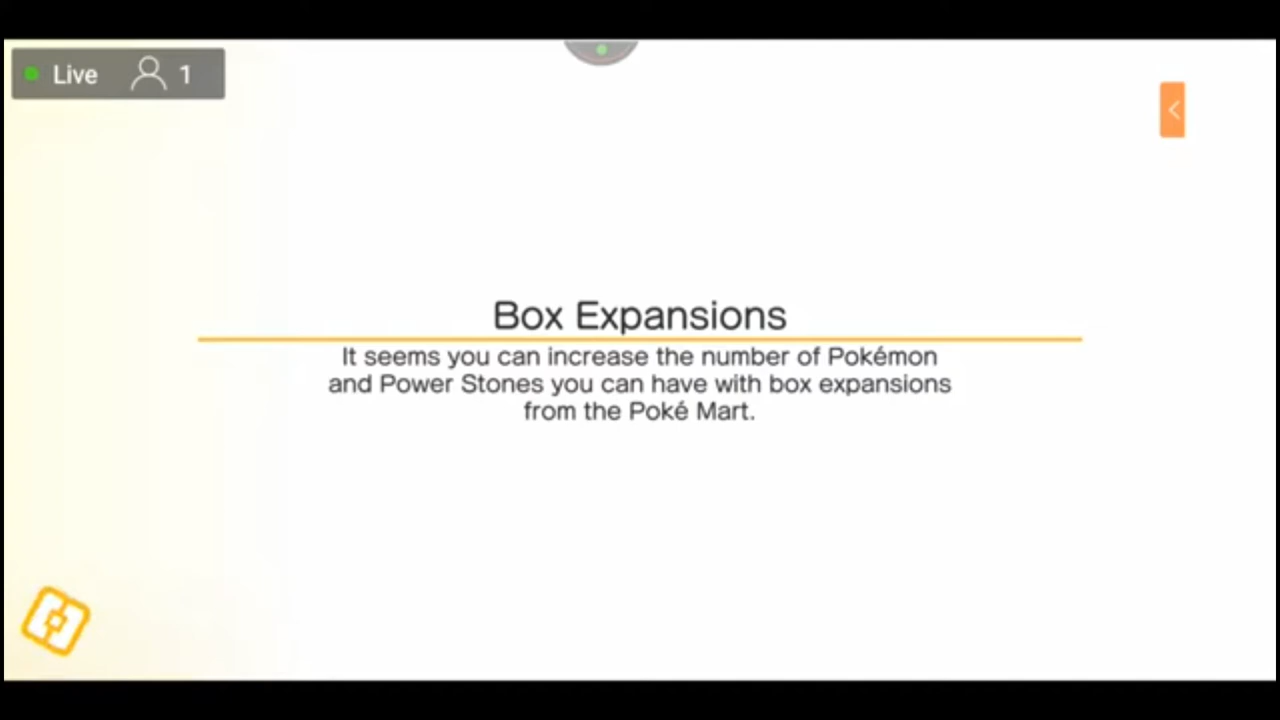 Live 1
Box Expansions
It seems you can increase the number of Pokémon
and Power Stones you can have with box expansions
from the Poké Mart.